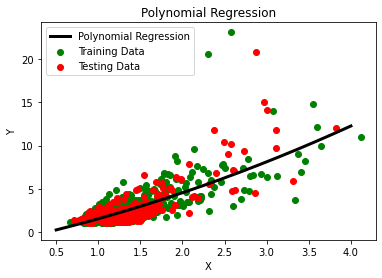 Polynomial Regression
Polynomial Regression
Training Data
Testing Data
Y
20
15
10
5
0
0.5 1.0 1.5 2.0 2.5 3.0 3.5 4.0
X